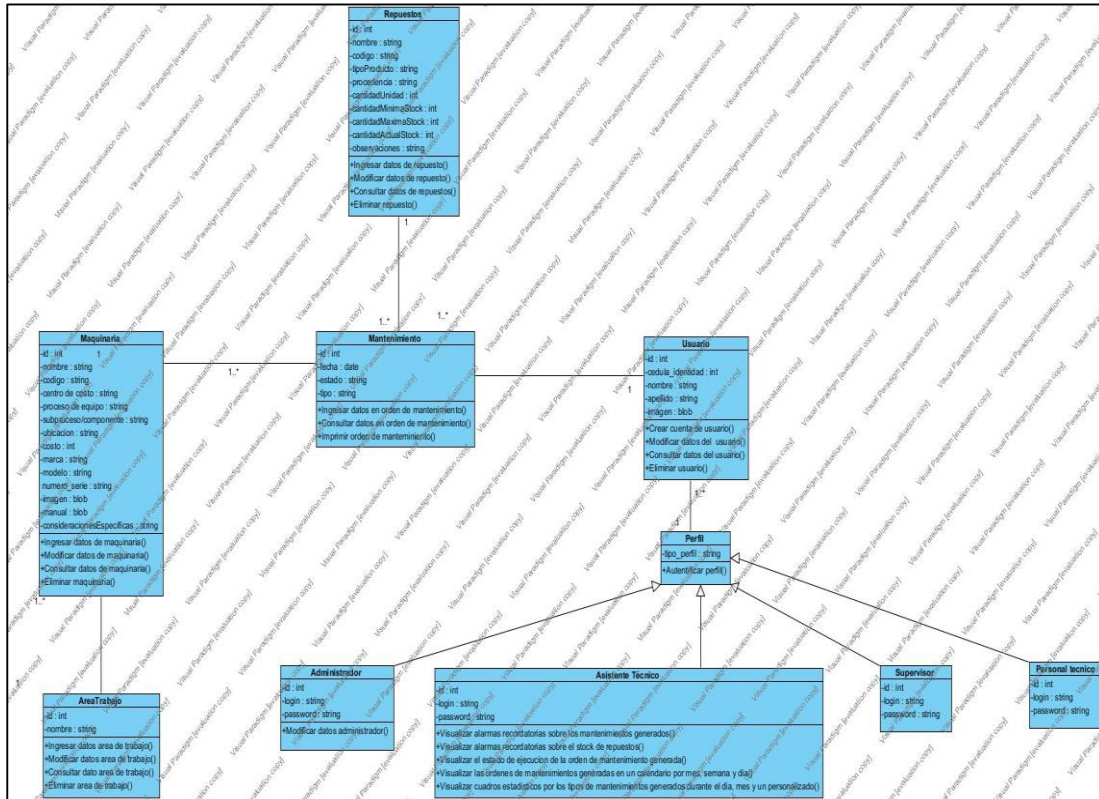 Repuestos
-id : int
-nombre : string
-codigo : string
-tipoProducto : string
-procedencia : string
-cantidadUnidad : int
-cantidadMinimaStock : int
-cantidadMaximaStock : int
-cantidadActualStock : int
-observaciones : string
+Ingresar datos de repuesto()
+Modificar datos de repuesto()
+Consultar datos de repuestos()
+Eliminar repuesto()
1
1..*
1..*
Maquinaria
-id : int
1
-nombre : string
-codigo : string
-centro de costo : string
-proceso de equipo : string
-subproceso/componente : string
-ubicacion : string
-costo : int
-marca : string
-modelo : string
numero_serie : string
-imagen : blob
-manual : blob
-consideracionesEspecificas : string
+Ingresar datos de maquinaria()
+Modificar datos de maquinaria()
+Consultar datos de maquinaria()
+Eliminar maquinaria()
1..*
1..*
Mantenimiento
-id : int
-fecha : date
-estado : string
-tipo : string
+Ingresar datos en orden de mantenimiento()
+Consultar datos en orden de mantenimiento()
+Imprimir orden de manteminiento()
1
Usuario
-id : int
-cedula_identidad : int
-nombre : string
-apellido : string
-imagen : blob
+Crear cuenta de usuario()
+Modificar datos del usuario()
+Consultar datos del usuario()
+Eliminar usuario()
1..*
Perfil
-tipo_perfil : string
+Autentificar perfil()
AreaTrabajo
-id : int
-nombre : string
+Ingresar datos area de trabajo()
+Modificar datos area de trabajo()
+Consultar dato area de trabajo()
+Eliminar area de trabajo()
Administrador
-id : int
-login : string
-password : string
+Modificar datos administrador()
Asistente Técnico
-id : int
-login : string
-password : string
+Visualizar alarmas recordatorias sobre los mantenimientos generados()
+Visualizar alarmas recordatorias sobre el stock de repuestos()
+Visualizar el estado de ejecucion de la orden de mantenimiento generada()
+Visualizar las órdenes de mantenimientos generadas en un calendario por mes, semana y dia()
+Visualizar cuadros estadisticos por los tipos de mantenimientos generados durante el dia, mes y un personalizado()
Supervisor
-id : int
-login : string
-password : string
Personal tecnico
-id : int
-login : string
-password : string
Visual Paradigm [evaluation copy]